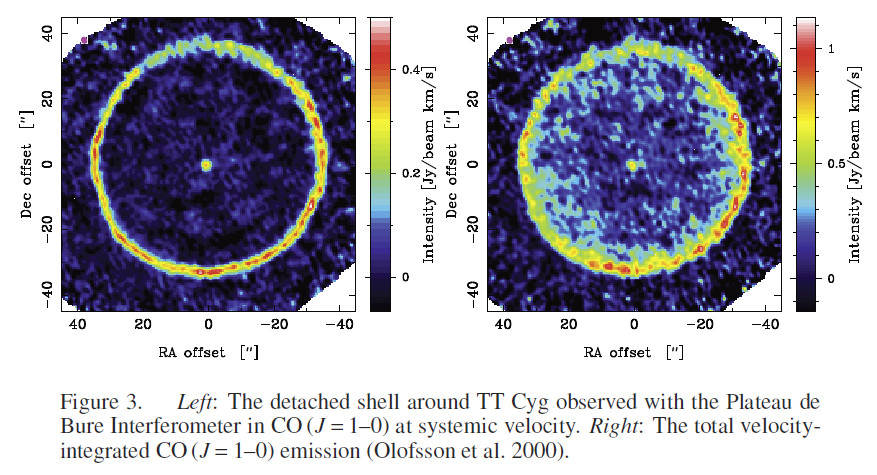 40
20
0
-20
-40
Dec offset ["]
40
20
0
-20
-40
RA offset ["]
0.4
0.2
0
Intensity [Jy/beam km/s]
40
20
0
-20
-40
Dec offset ["]
40
20
0
-20
-40
RA offset ["]
1
0.5
0
Intensity [Jy/beam km/s]
Figure 3. Left: The detached shell around TT Cyg observed with the Plateau de
Bure Interferometer in CO (J = 1–0) at systemic velocity. Right: The total velocity-
integrated CO (J = 1–0) emission (Olofsson et al. 2000).